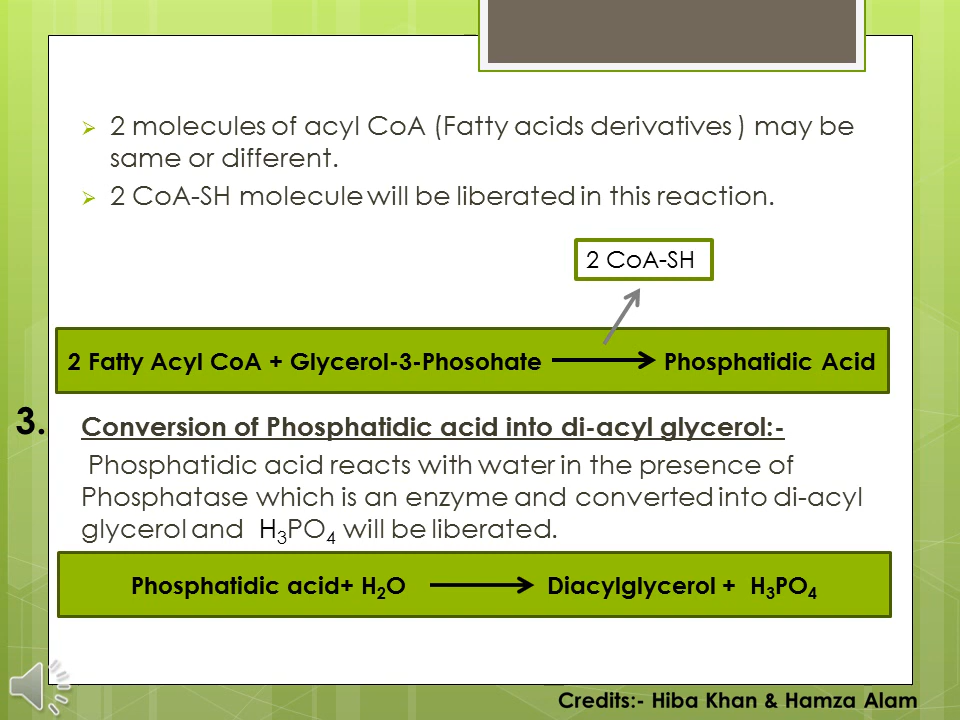 ➢ 2 molecules of acyl CoA (Fatty acids derivatives ) may be
same or different.
➢ 2 CoA-SH molecule will be liberated in this reaction.
2 CoA-SH
2 Fatty Acyl CoA + Glycerol-3-Phosohate ⟶ Phosphatidic Acid
3. Conversion of Phosphatidic acid into di-acyl glycerol:-
Phosphatidic acid reacts with water in the presence of
Phosphatase which is an enzyme and converted into di-acyl
glycerol and H₃PO₄ will be liberated.
Phosphatidic acid+ H₂O ⟶ Diacylglycerol + H₃PO₄
Credits:- Hiba Khan & Hamza Alam